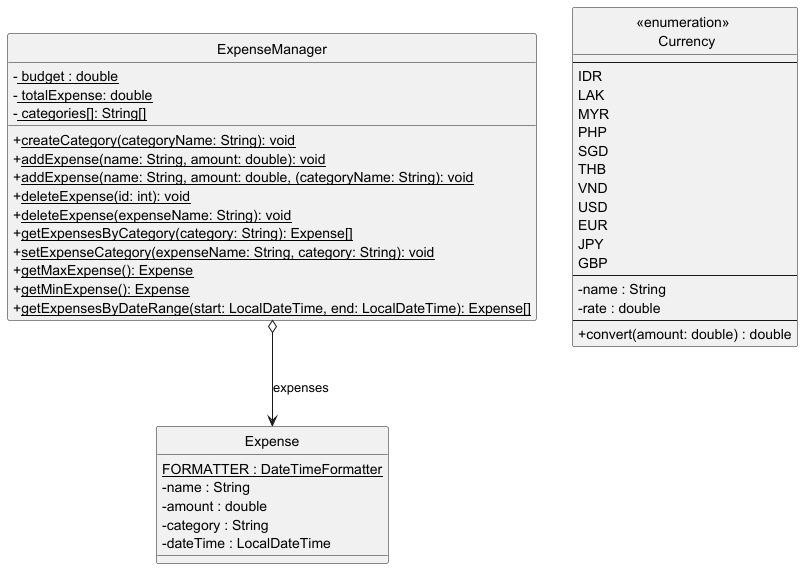 ExpenseManager
- budget : double
- totalExpense: double
- categories[]: String[]
+createCategory(categoryName: String): void
+addExpense(name: String, amount: double): void
+addExpense(name: String, amount: double, (categoryName: String): void
+deleteExpense(id: int): void
+deleteExpense(expenseName: String): void
+getExpensesByCategory(category: String): Expense[]
+setExpenseCategory(expenseName: String, category: String): void
+getMaxExpense(): Expense
+getMinExpense(): Expense
+getExpensesByDateRange(start: LocalDateTime, end: LocalDateTime): Expense[]
«enumeration»
Currency
IDR
LAK
MYR
PHP
SGD
THB
VND
USD
EUR
JPY
GBP
-name : String
-rate : double
+convert(amount: double) : double
expenses
Expense
FORMATTER : DateTimeFormatter
-name : String
-amount : double
-category : String
-dateTime : LocalDateTime